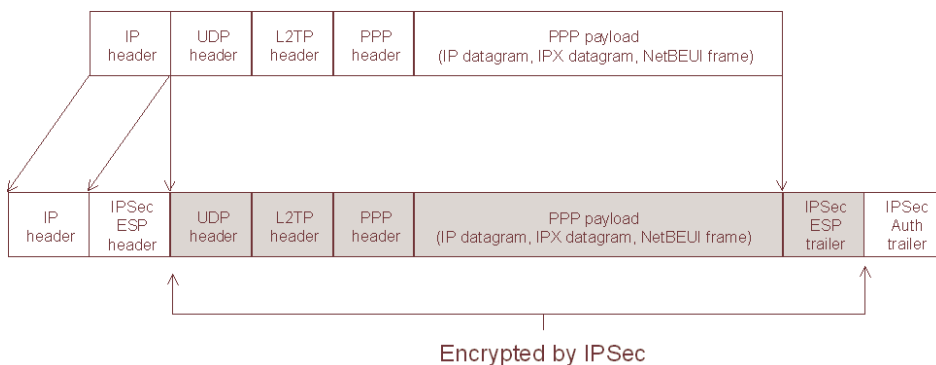 IP
header
UDP
header
L2TP
header
PPP
header
PPP payload
(IP datagram, IPX datagram, NetBEUI frame)
IP
header
IPSec
ESP
header
UDP
header
L2TP
header
PPP
header
PPP payload
(IP datagram, IPX datagram, NetBEUI frame)
IPSec
ESP
trailer
IPSec
Auth
trailer
Encrypted by IPSec